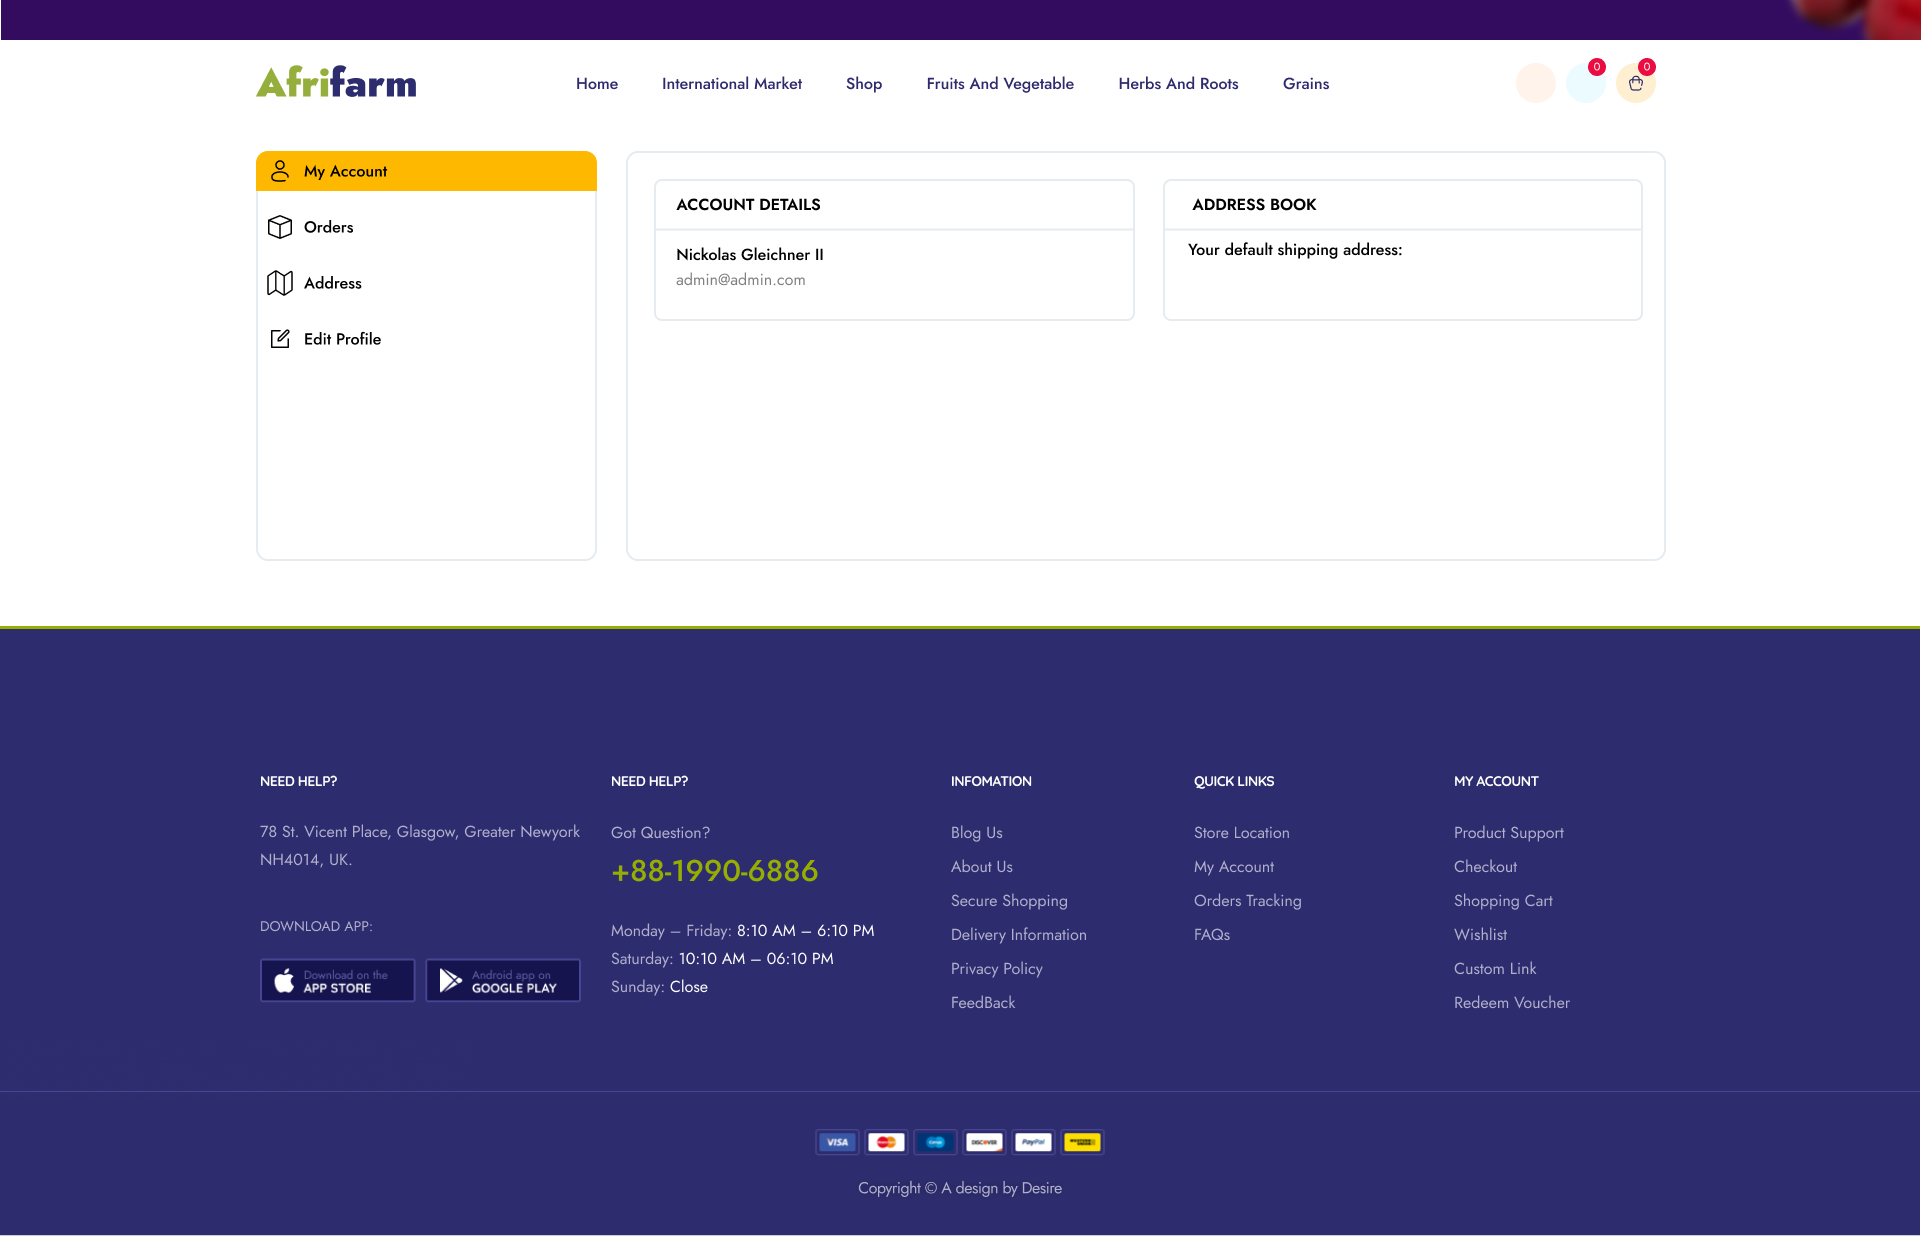 Afrifarm
Home International Market Shop Fruits And Vegetable Herbs And Roots Grains
0 0
My Account
Orders
Address
Edit Profile
ACCOUNT DETAILS
Nickolas Gleichner II
admin@admin.com
ADDRESS BOOK
Your default shipping address:
NEED HELP?
78 St. Vicent Place, Glasgow, Greater Newyork
NH4014, UK.
DOWNLOAD APP:
Download on the
APP STORE
Android app on
GOOGLE PLAY
NEED HELP?
Got Question?
+88-1990-6886
Monday – Friday: 8:10 AM – 6:10 PM
Saturday: 10:10 AM – 06:10 PM
Sunday: Close
INFOMATION
Blog Us
About Us
Secure Shopping
Delivery Information
Privacy Policy
FeedBack
QUICK LINKS
Store Location
My Account
Orders Tracking
FAQs
MY ACCOUNT
Product Support
Checkout
Shopping Cart
Wishlist
Custom Link
Redeem Voucher
VISA DISCOVER PayPal
Copyright © A design by Desire